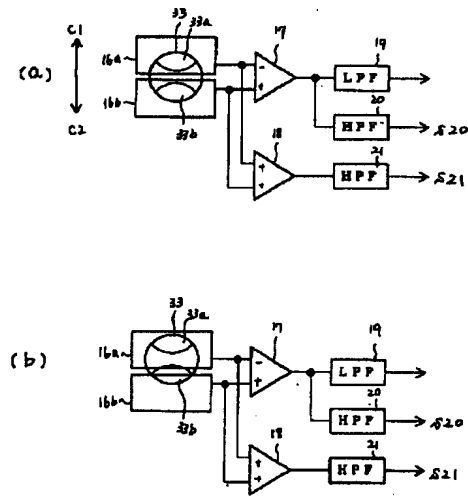 (a)
C1
C2
33
33a
16a
16b
33b
17
- +
18
+ +
19
LPF
20
HPF
S20
21
HPF
S21
(b)
33
33a
16a
16b
33b
17
- +
18
+ +
19
LPF
20
HPF
S20
21
HPF
S21